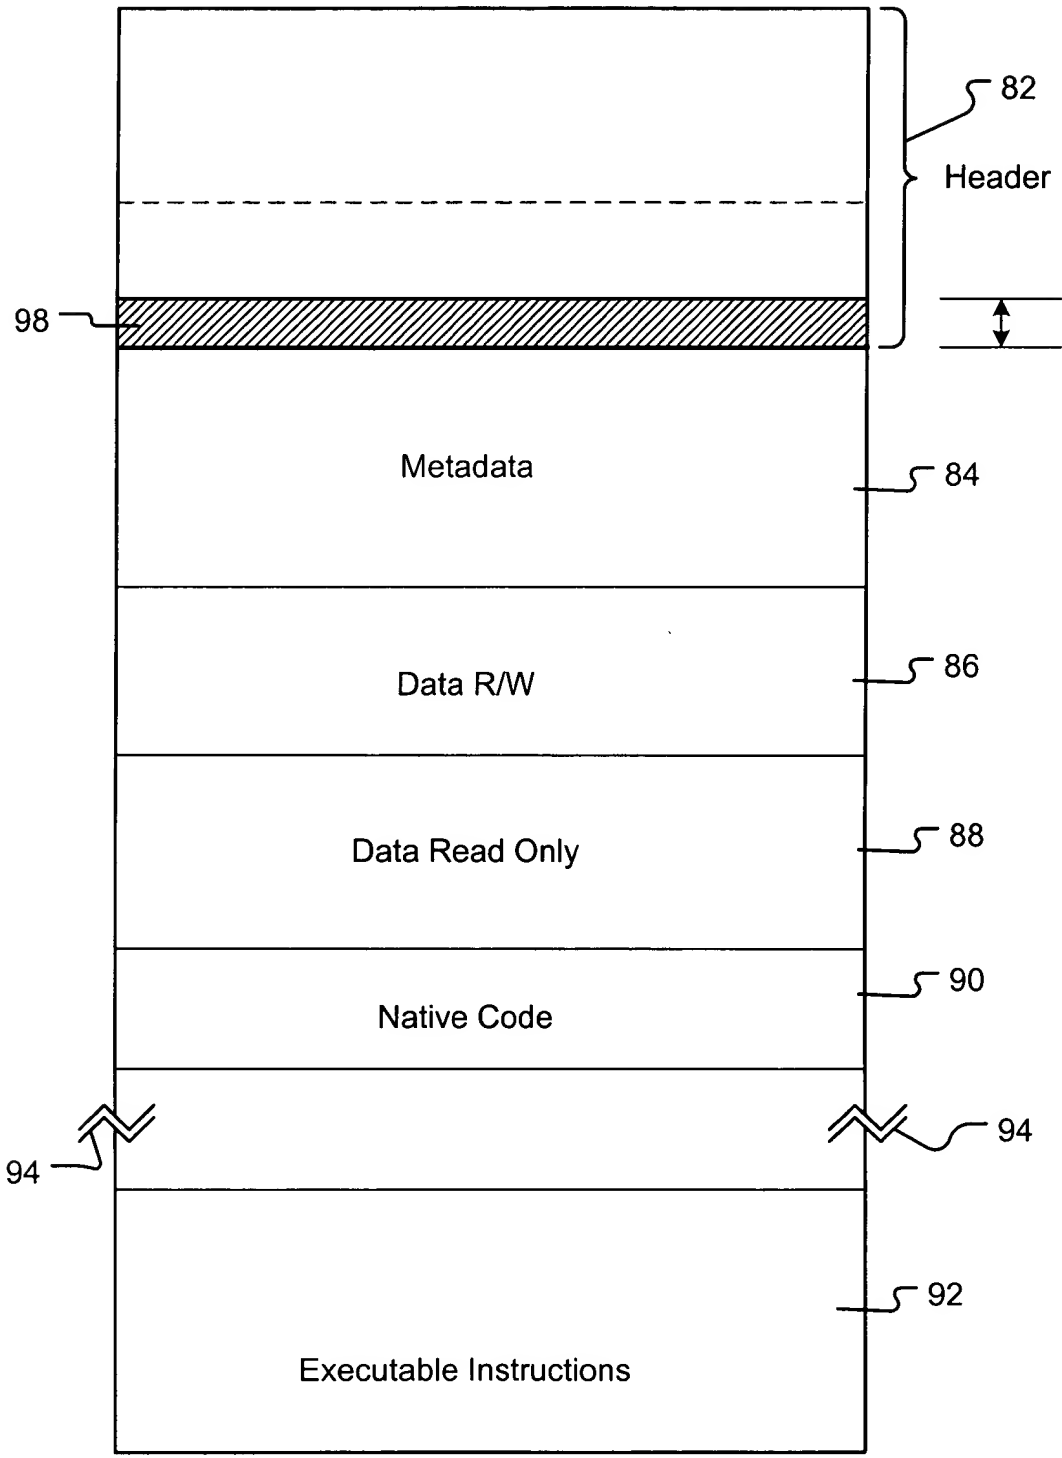 82
Header
98
Metadata
84
Data R/W
86
Data Read Only
88
Native Code
90
94
94
92
Executable Instructions